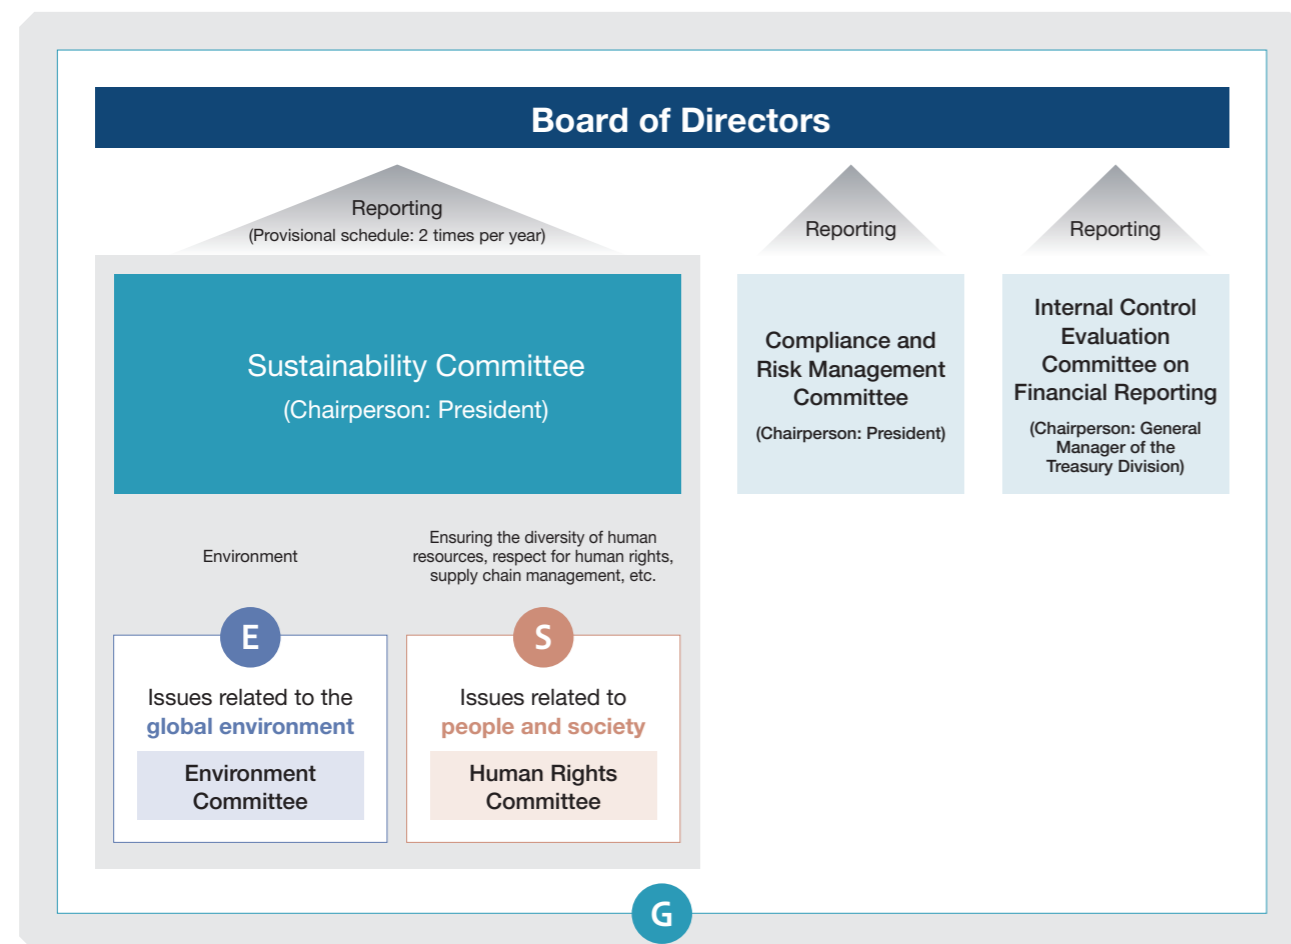 Board of Directors
Reporting
(Provisional schedule: 2 times per year)
Reporting
Reporting
Sustainability Committee
(Chairperson: President)
Compliance and
Risk Management
Committee
(Chairperson: President)
Internal Control
Evaluation
Committee on
Financial Reporting
(Chairperson: General
Manager of the
Treasury Division)
Environment
Ensuring the diversity of human
resources, respect for human rights,
supply chain management, etc.
E
Issues related to the
global environment
Environment
Committee
S
Issues related to
people and society
Human Rights
Committee
G